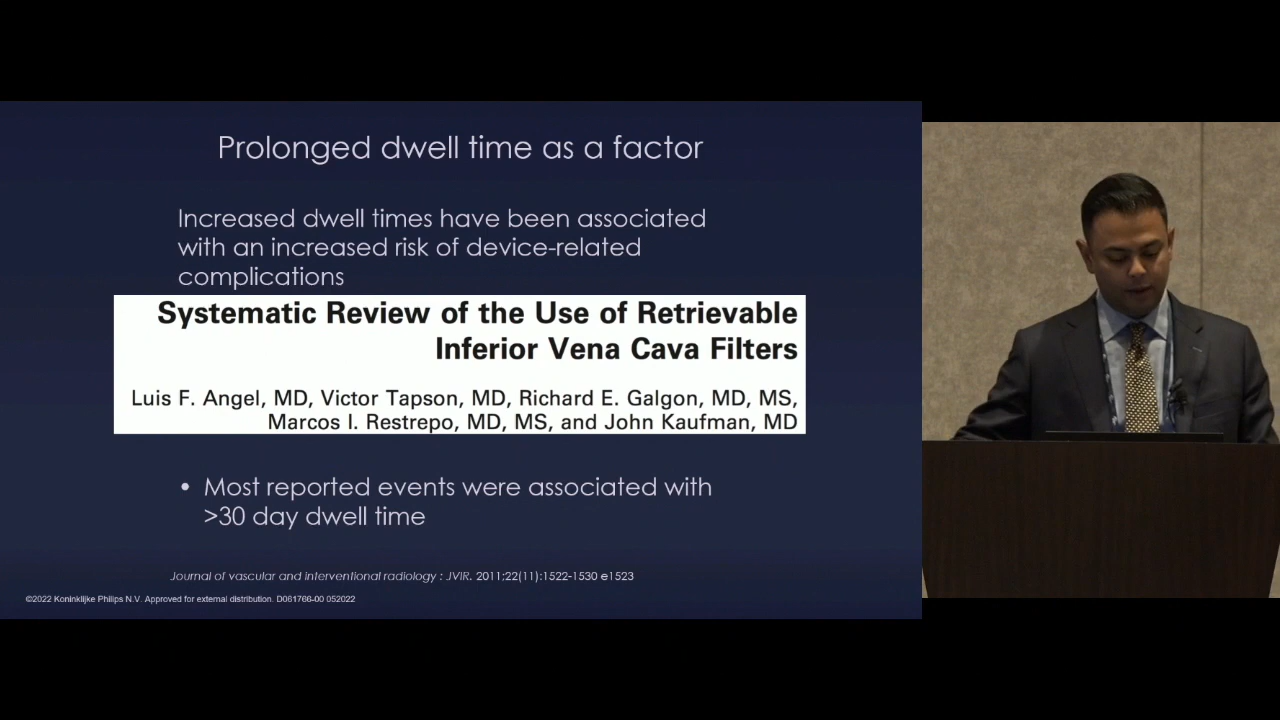 Prolonged dwell time as a factor
Increased dwell times have been associated
with an increased risk of device-related
complications
Systematic Review of the Use of Retrievable
Inferior Vena Cava Filters
Luis F. Angel, MD, Victor Tapson, MD, Richard E. Galgon, MD, MS,
Marcos I. Restrepo, MD, MS, and John Kaufman, MD
• Most reported events were associated with
>30 day dwell time
Journal of vascular and interventional radiology : JVIR. 2011;22(11):1522-1530 e1523
©2022 Koninklijke Philips N.V. Approved for external distribution. D061766-00 052022